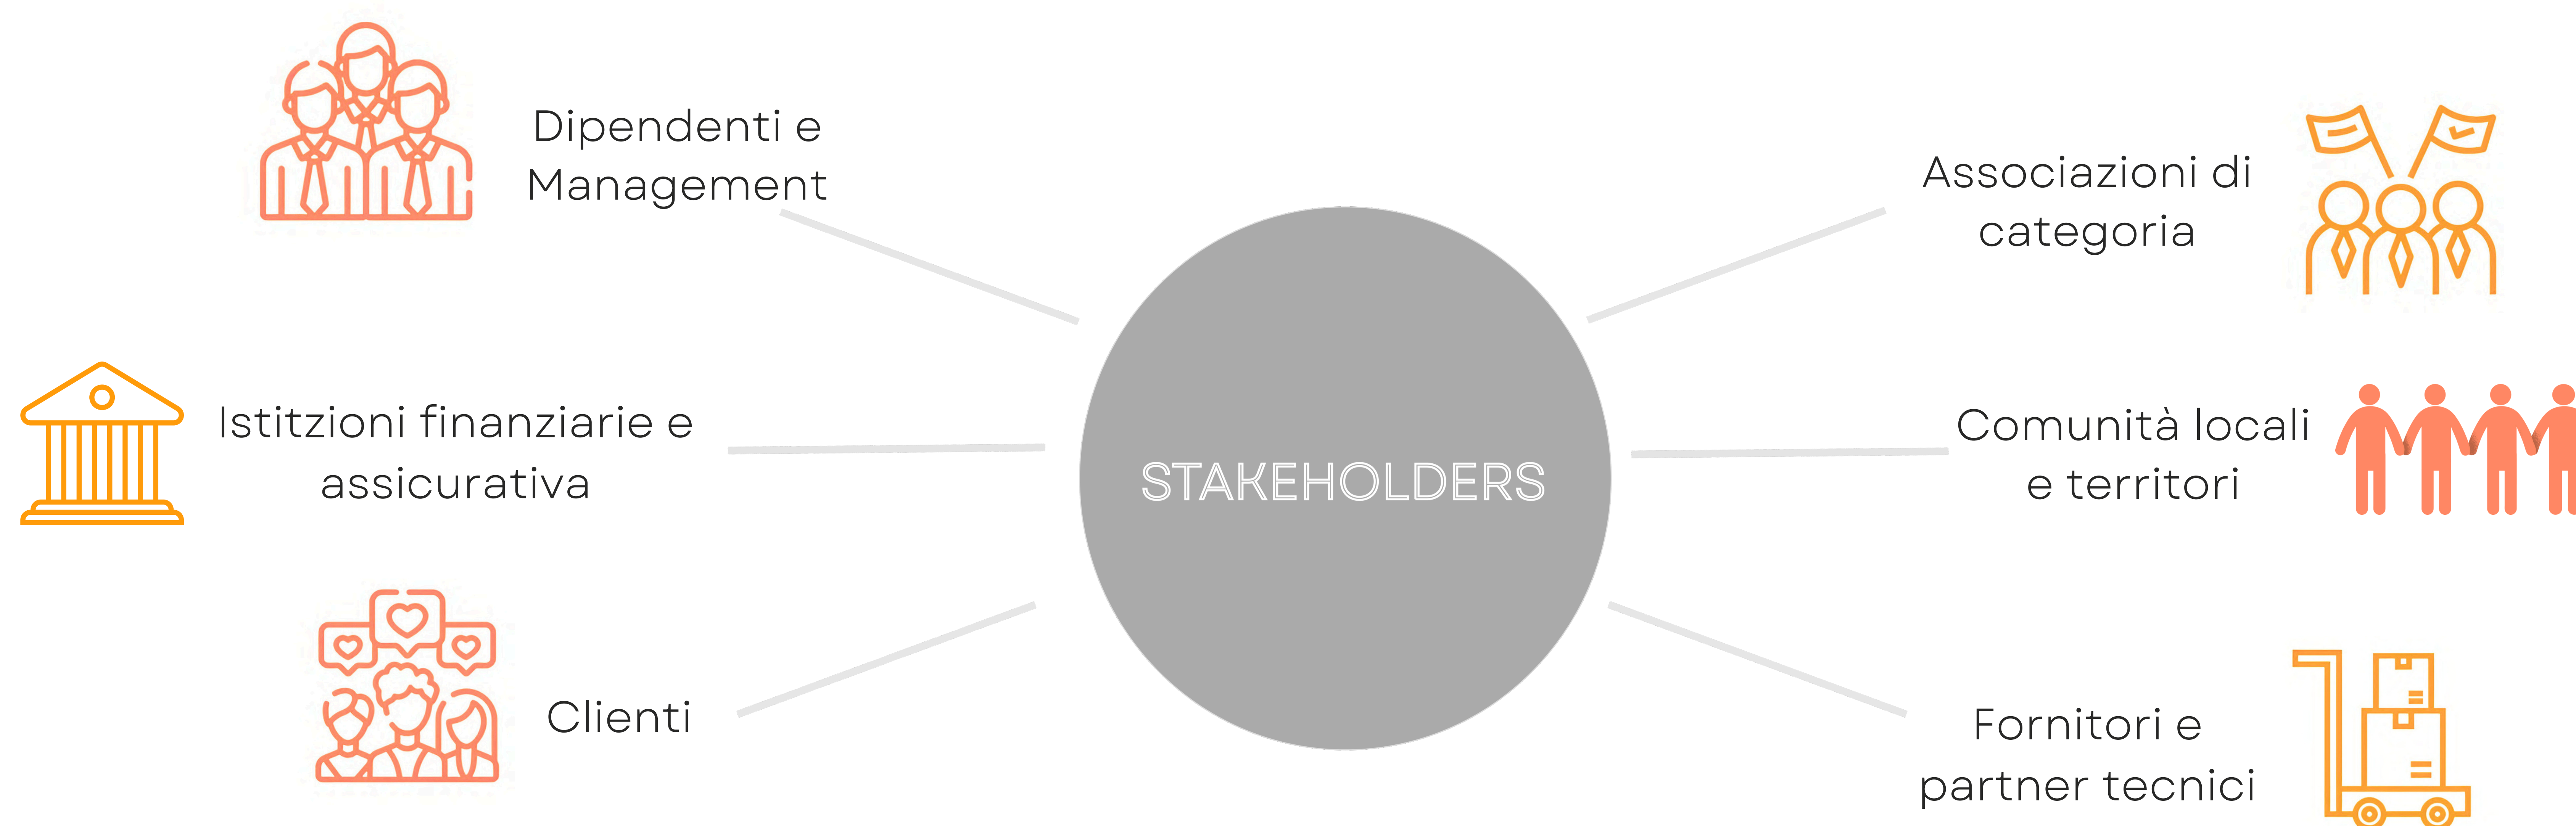 Dipendenti e
Management
Istitzioni finanziarie e
assicurativa
Clienti
STAKEHOLDERS
Associazioni di
categoria
Comunità locali
e territori
Fornitori e
partner tecnici